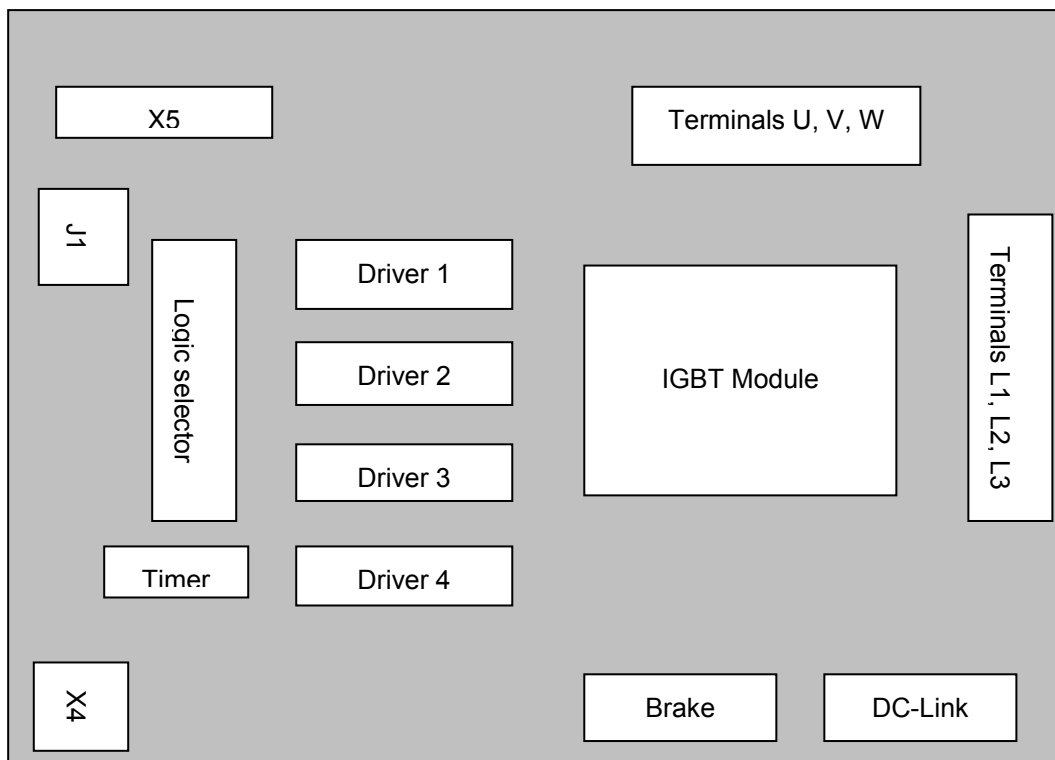 X5
Terminals U, V, W
J1
Logic selector
Driver 1
Driver 2
Driver 3
Driver 4
IGBT Module
Terminals L1, L2, L3
Timer
X4
Brake
DC-Link